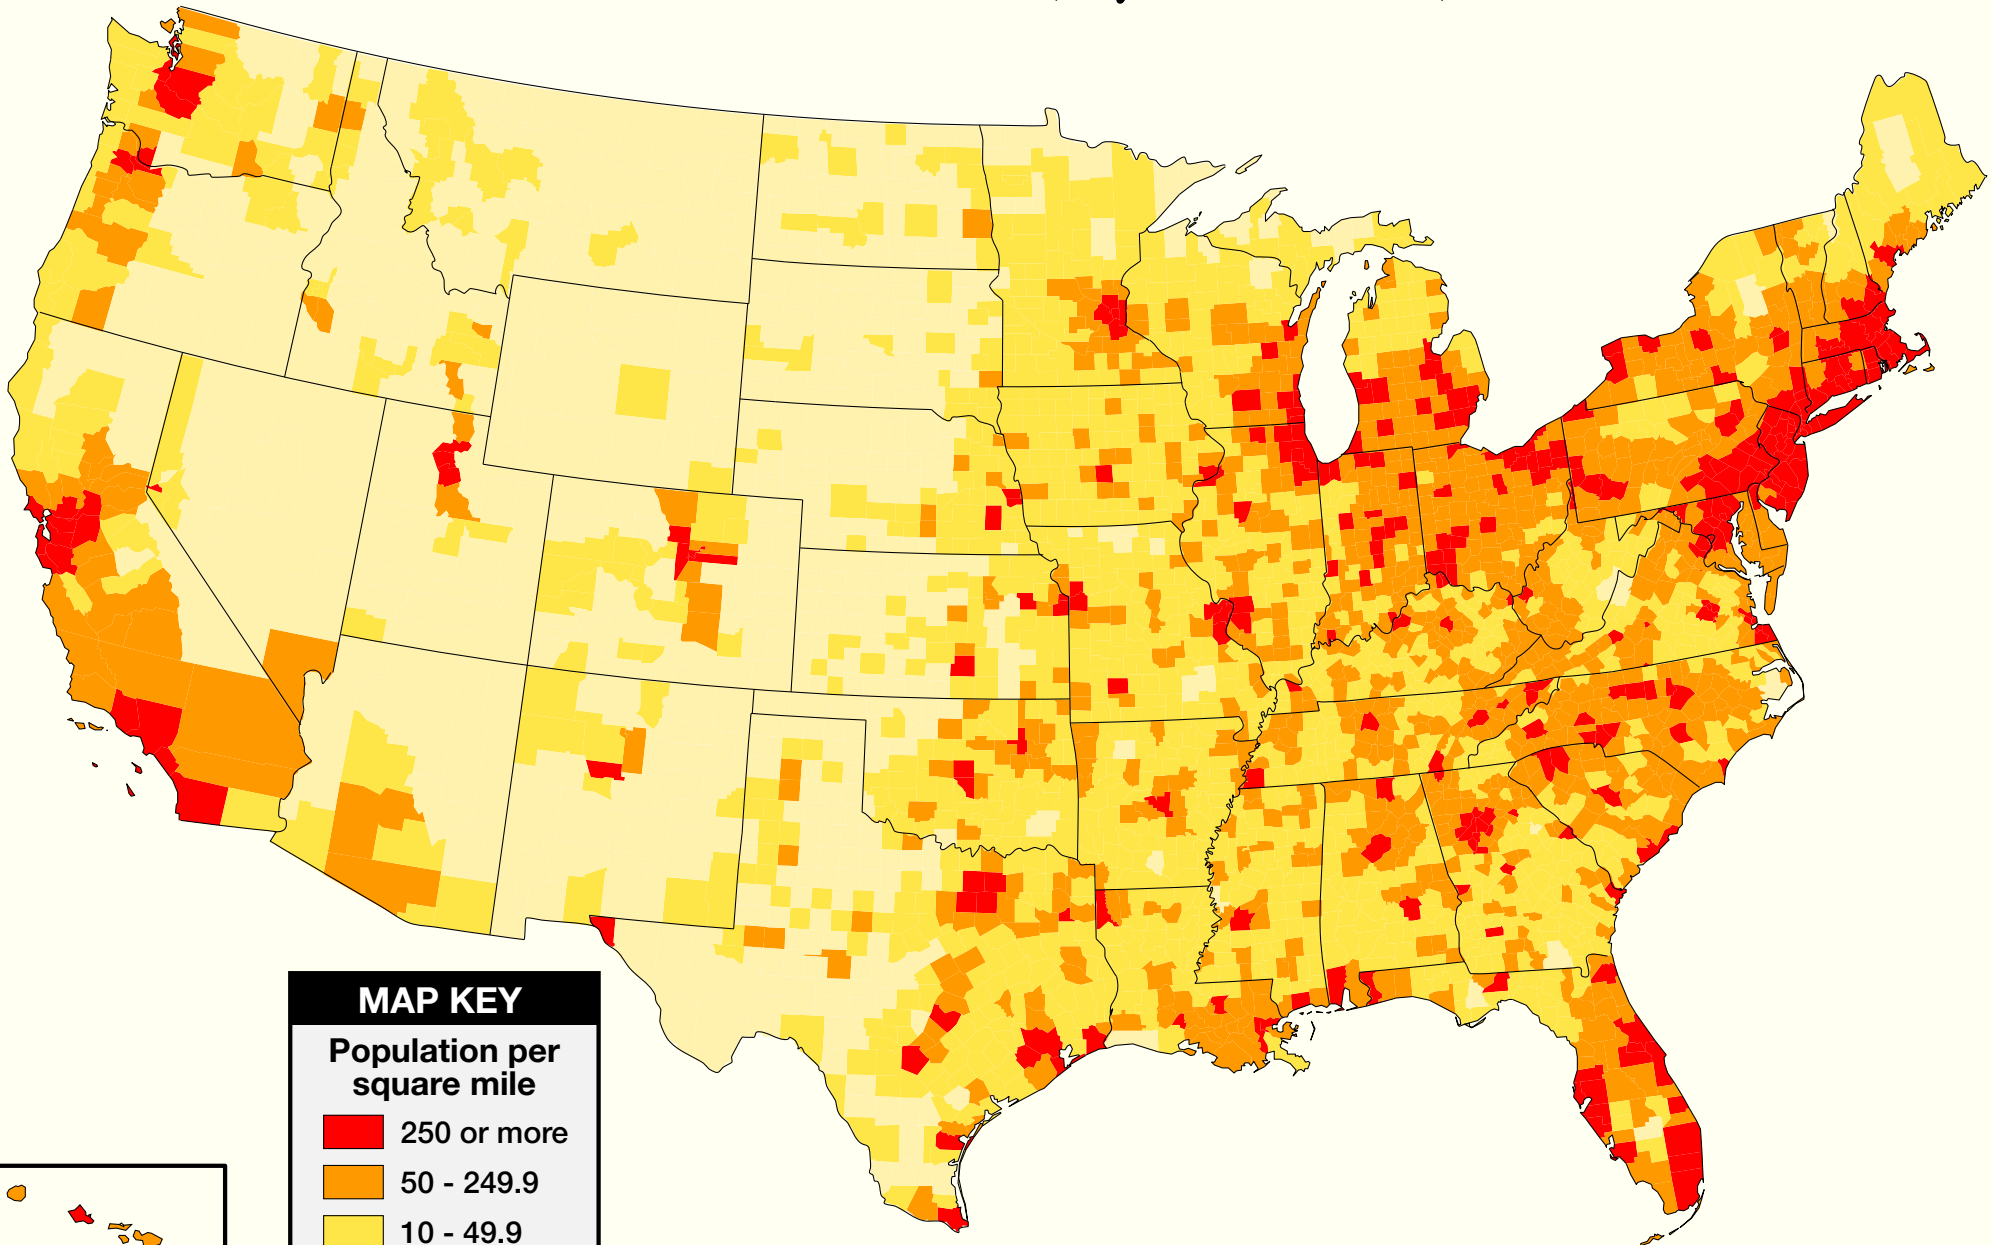 MAP KEY
Population per
square mile
250 or more
50 - 249.9
10 - 49.9